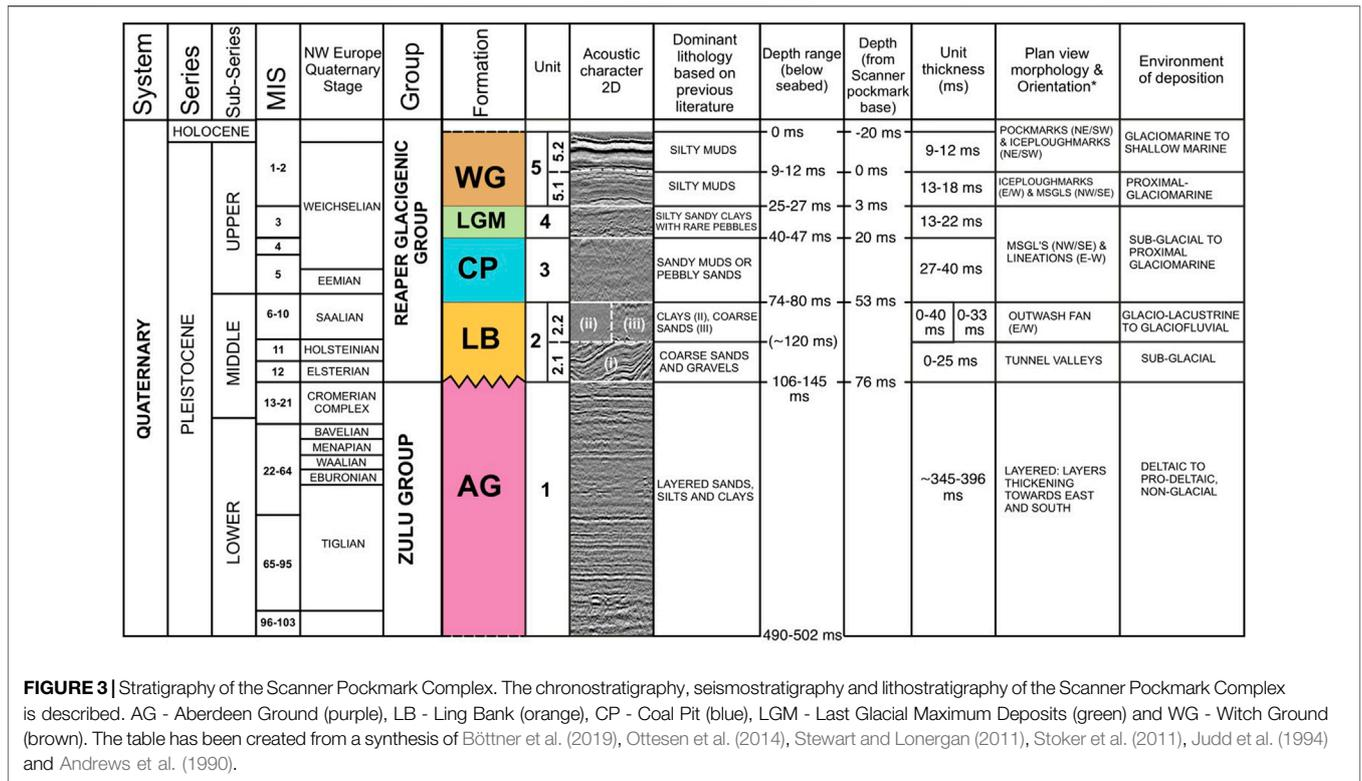 System
Series
Sub-Series
MIS
NW Europe
Quaternary
Stage
Group
Formation
Unit
Acoustic
character
2D
Dominant
lithology
based on
previous
literature
Depth range
(below
seabed)
Depth
(from
Scanner
pockmark
base)
Unit
thickness
(ms)
Plan view
morphology &
Orientation*
Environment
of deposition
QUATERNARY
HOLOCENE
PLEISTOCENE
UPPER
MIDDLE
LOWER
1-2
3
4
5
6-10
11
12
13-21
22-64
65-95
96-103
WEICHSELIAN
EEMIAN
SAALIAN
HOLSTEINIAN
ELSTERIAN
CROMERIAN
COMPLEX
BAVELIAN
MENAPIAN
WAALIAN
EBURONIAN
TIGLIAN
REAPER GLACIGENIC
GROUP
ZULU GROUP
WG
LGM
CP
LB
AG
5
5.2
5.1
4
3
2
2.2
2.1
1
(ii)
(iii)
(i)
SILTY MUDS
SILTY MUDS
SILTY SANDY CLAYS
WITH RARE PEBBLES
SANDY MUDS OR
PEBBLY SANDS
CLAYS (II), COARSE
SANDS (III)
COARSE SANDS
AND GRAVELS
LAYERED SANDS,
SILTS AND CLAYS
0 ms
9-12 ms
25-27 ms
40-47 ms
74-80 ms
(~120 ms)
106-145
ms
490-502 ms
-20 ms
0 ms
3 ms
20 ms
53 ms
76 ms
9-12 ms
13-18 ms
13-22 ms
27-40 ms
0-40
ms
0-33
ms
0-25 ms
~345-396
ms
POCKMARKS (NE/SW)
& ICEPLOUGHMARKS
(NE/SW)
ICEPLOUGHMARKS
(E/W) & MSGLS (NW/SE)
MSGL'S (NW/SE) &
LINEATIONS (E-W)
OUTWASH FAN
(E/W)
TUNNEL VALLEYS
LAYERED: LAYERS
THICKENING
TOWARDS EAST
AND SOUTH
GLACIOMARINE TO
SHALLOW MARINE
PROXIMAL-
GLACIOMARINE
SUB-GLACIAL TO
PROXIMAL
GLACIOMARINE
GLACIO-LACUSTRINE
TO GLACIOFLUVIAL
SUB-GLACIAL
DELTAIC TO
PRO-DELTAIC,
NON-GLACIAL
FIGURE 3 | Stratigraphy of the Scanner Pockmark Complex. The chronostratigraphy, seismostratigraphy and lithostratigraphy of the Scanner Pockmark Complex
is described. AG - Aberdeen Ground (purple), LB - Ling Bank (orange), CP - Coal Pit (blue), LGM - Last Glacial Maximum Deposits (green) and WG - Witch Ground
(brown). The table has been created from a synthesis of Böttner et al. (2019), Ottesen et al. (2014), Stewart and Lonergan (2011), Stoker et al. (2011), Judd et al. (1994)
and Andrews et al. (1990).